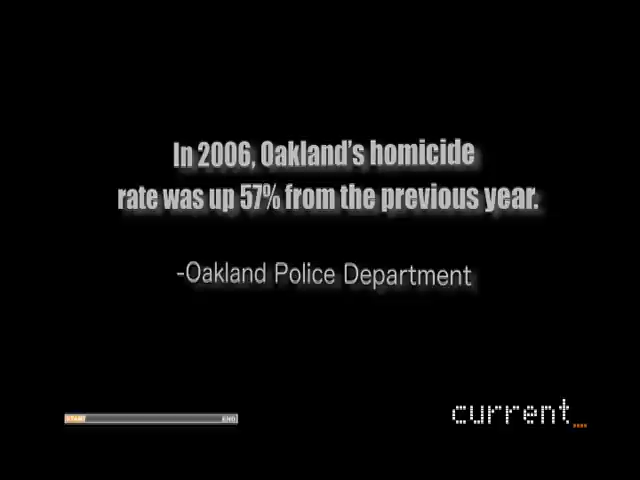 In 2006, Oakland's homicide
rate was up 57% from the previous year.
-Oakland Police Department
START END
current